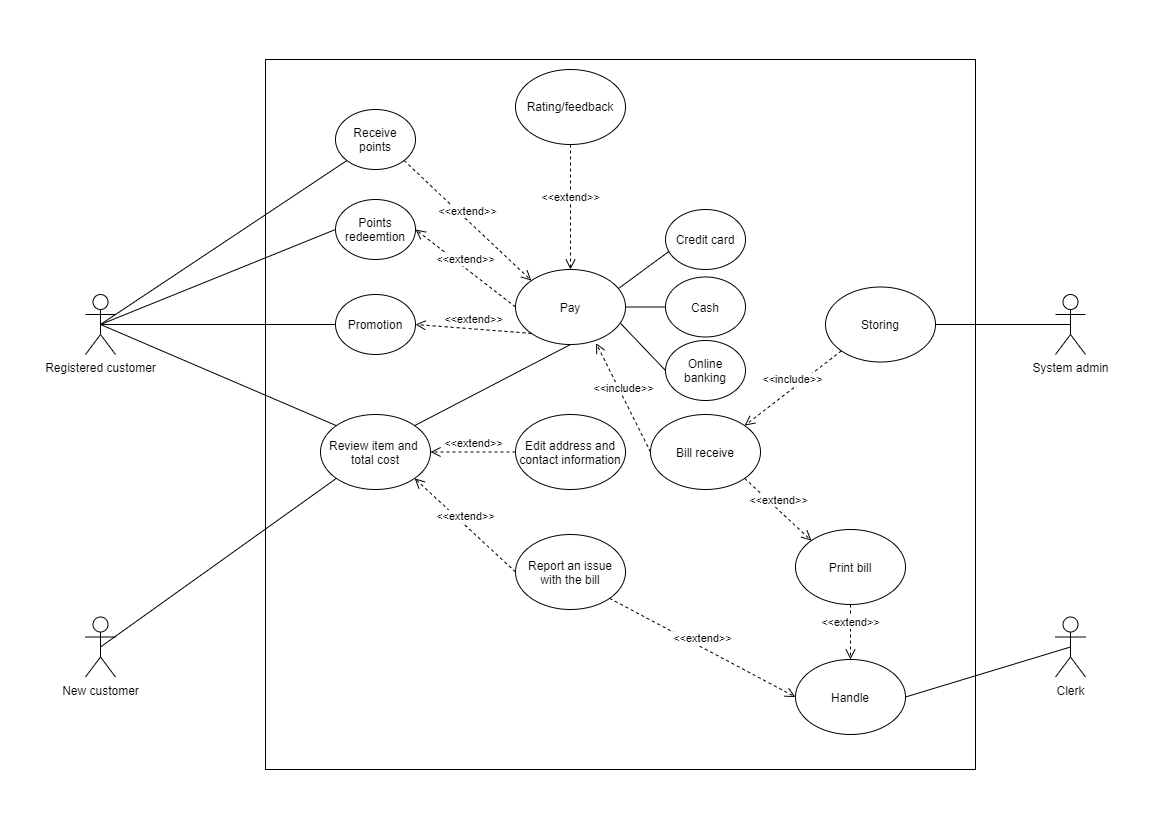 Rating/feedback
Receive
points
<<extend>>
<<extend>>
Points
redeemtion
<<extend>>
Credit card
Pay
Cash
Promotion
<<extend>>
Storing
Registered customer
System admin
Online
banking
<<include>>
<<include>>
Review item and
total cost
<<extend>>
Edit address and
contact information
Bill receive
<<extend>>
<<extend>>
Report an issue
with the bill
Print bill
<<extend>>
<<extend>>
New customer
Handle
Clerk